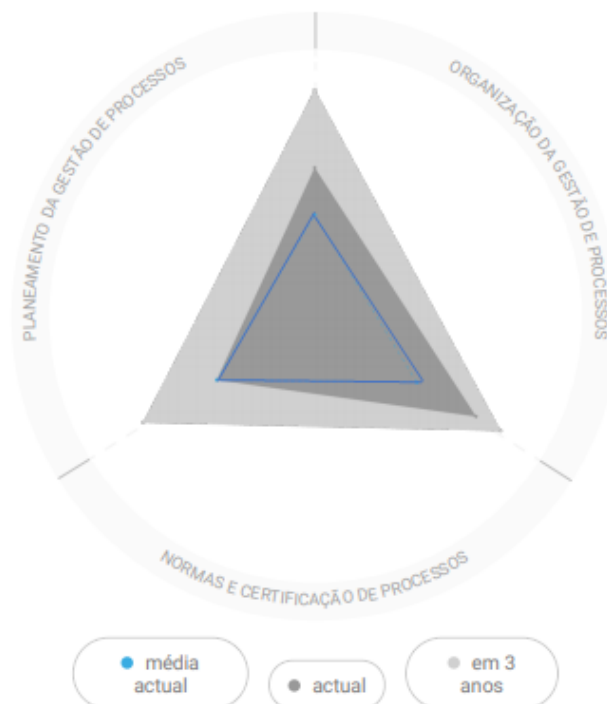 PLANEAMENTO DA GESTÃO DE PROCESSOS
ORGANIZAÇÃO DA GESTÃO DE PROCESSOS
NORMAS E CERTIFICAÇÃO DE PROCESSOS
média
actual
actual
em 3
anos